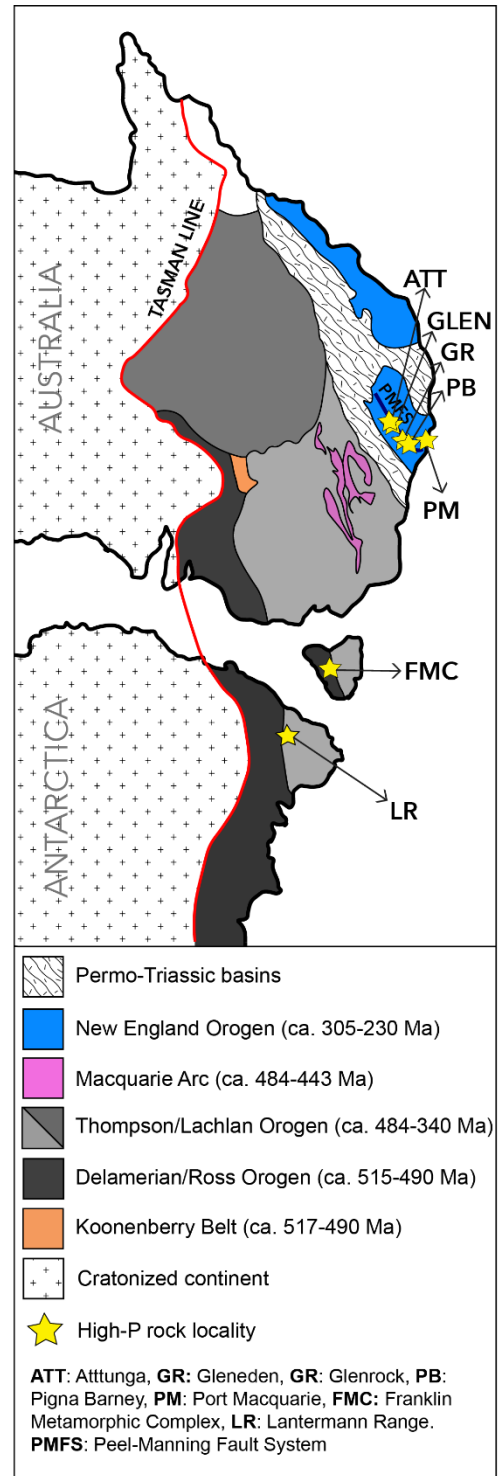 TASMAN LINE
AUSTRALIA
ATT
GLEN
GR
PB
PMFS
PM
FMC
ANTARCTICA
LR
Permo-Triassic basins
New England Orogen (ca. 305-230 Ma)
Macquarie Arc (ca. 484-443 Ma)
Thompson/Lachlan Orogen (ca. 484-340 Ma)
Delamerian/Ross Orogen (ca. 515-490 Ma)
Koonenberry Belt (ca. 517-490 Ma)
Cratonized continent
High-P rock locality
ATT: Atttunga, GR: Gleneden, GR: Glenrock, PB:
Pigna Barney, PM: Port Macquarie, FMC: Franklin
Metamorphic Complex, LR: Lantermann Range.
PMFS: Peel-Manning Fault System